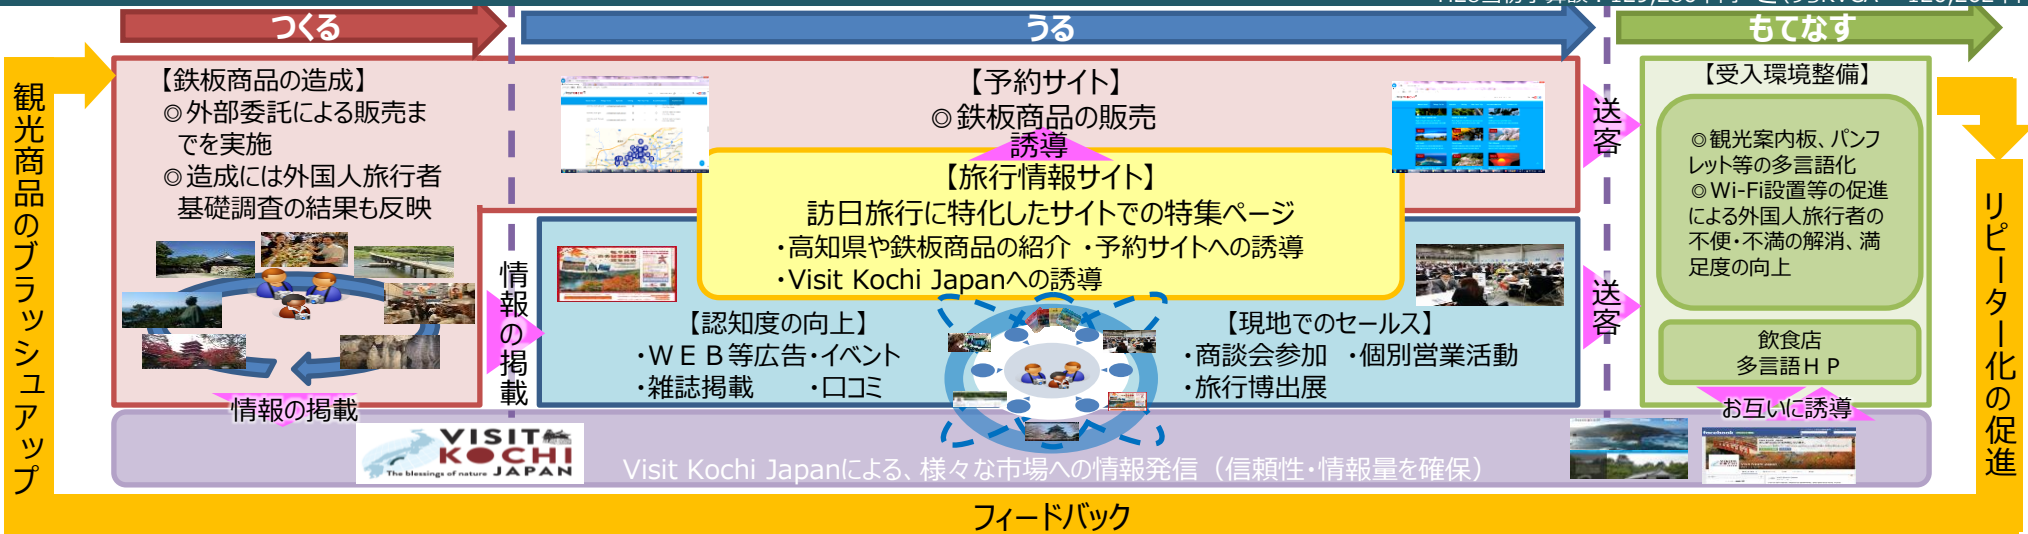 つくる
うる
もてなす
観光商品のブラッシュアップ
【鉄板商品の造成】
◎外部委託による販売ま
でを実施
◎造成には外国人旅行者
基礎調査の結果も反映
情報の掲載
情報の掲載
【予約サイト】
◎鉄板商品の販売
誘導
【旅行情報サイト】
訪日旅行に特化したサイトでの特集ページ
・高知県や鉄板商品の紹介 ・予約サイトへの誘導
・Visit Kochi Japanへの誘導
【認知度の向上】
・ＷＥＢ等広告・イベント
・雑誌掲載　　・口コミ
【現地でのセールス】
・商談会参加　・個別営業活動
・旅行博出展
送客
送客
【受入環境整備】
◎観光案内板、パンフ
レット等の多言語化
◎Wi-Fi設置等の促進
による外国人旅行者の
不便・不満の解消、満
足度の向上
飲食店
多言語ＨＰ
お互いに誘導
リピーター化の促進
VISIT
KOCHI
The blessings of nature JAPAN
Visit Kochi Japanによる、様々な市場への情報発信（信頼性・情報量を確保）
facebook
フィードバック